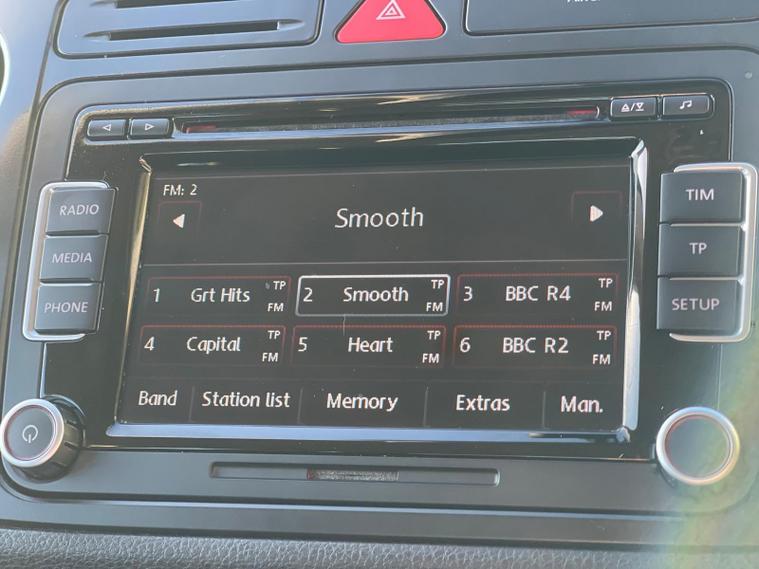 TIM
FM: 2
RADIO
Smooth
TP
MEDIA
1 Grt Hits TP FM
2 Smooth TP FM
3 BBC R4 TP FM
PHONE
SETUP
4 Capital TP FM
5 Heart TP FM
6 BBC R2 TP FM
Band Station list Memory Extras Man.